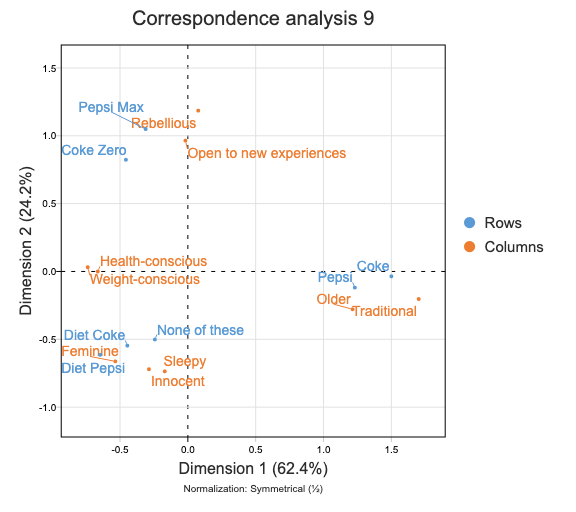 Correspondence analysis 9
1.5
Pepsi Max
Rebellious
1.0
Coke Zero
Open to new experiences
0.5
Dimension 2 (24.2%)
Rows
Columns
Health-conscious
Coke
0.0
Weight-conscious
Pepsi
Older
Traditional
None of these
Diet Coke
-0.5
Feminine
Sleepy
Diet Pepsi
Innocent
-1.0
-0.5 0.0 0.5 1.0 1.5
Dimension 1 (62.4%)
Normalization: Symmetrical (½)